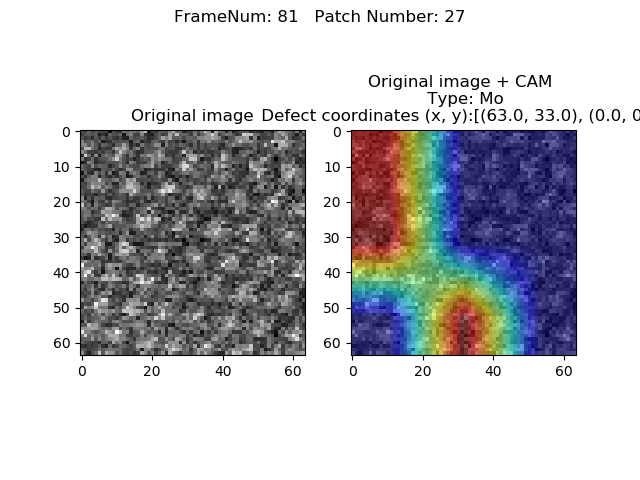 FrameNum: 81   Patch Number: 27
Original image + CAM
Type: Mo
Original image
Defect coordinates (x, y):[(63.0, 33.0), (0.0, 0
0
10
20
30
40
50
60
0 20 40 60
0
10
20
30
40
50
60
0 20 40 60